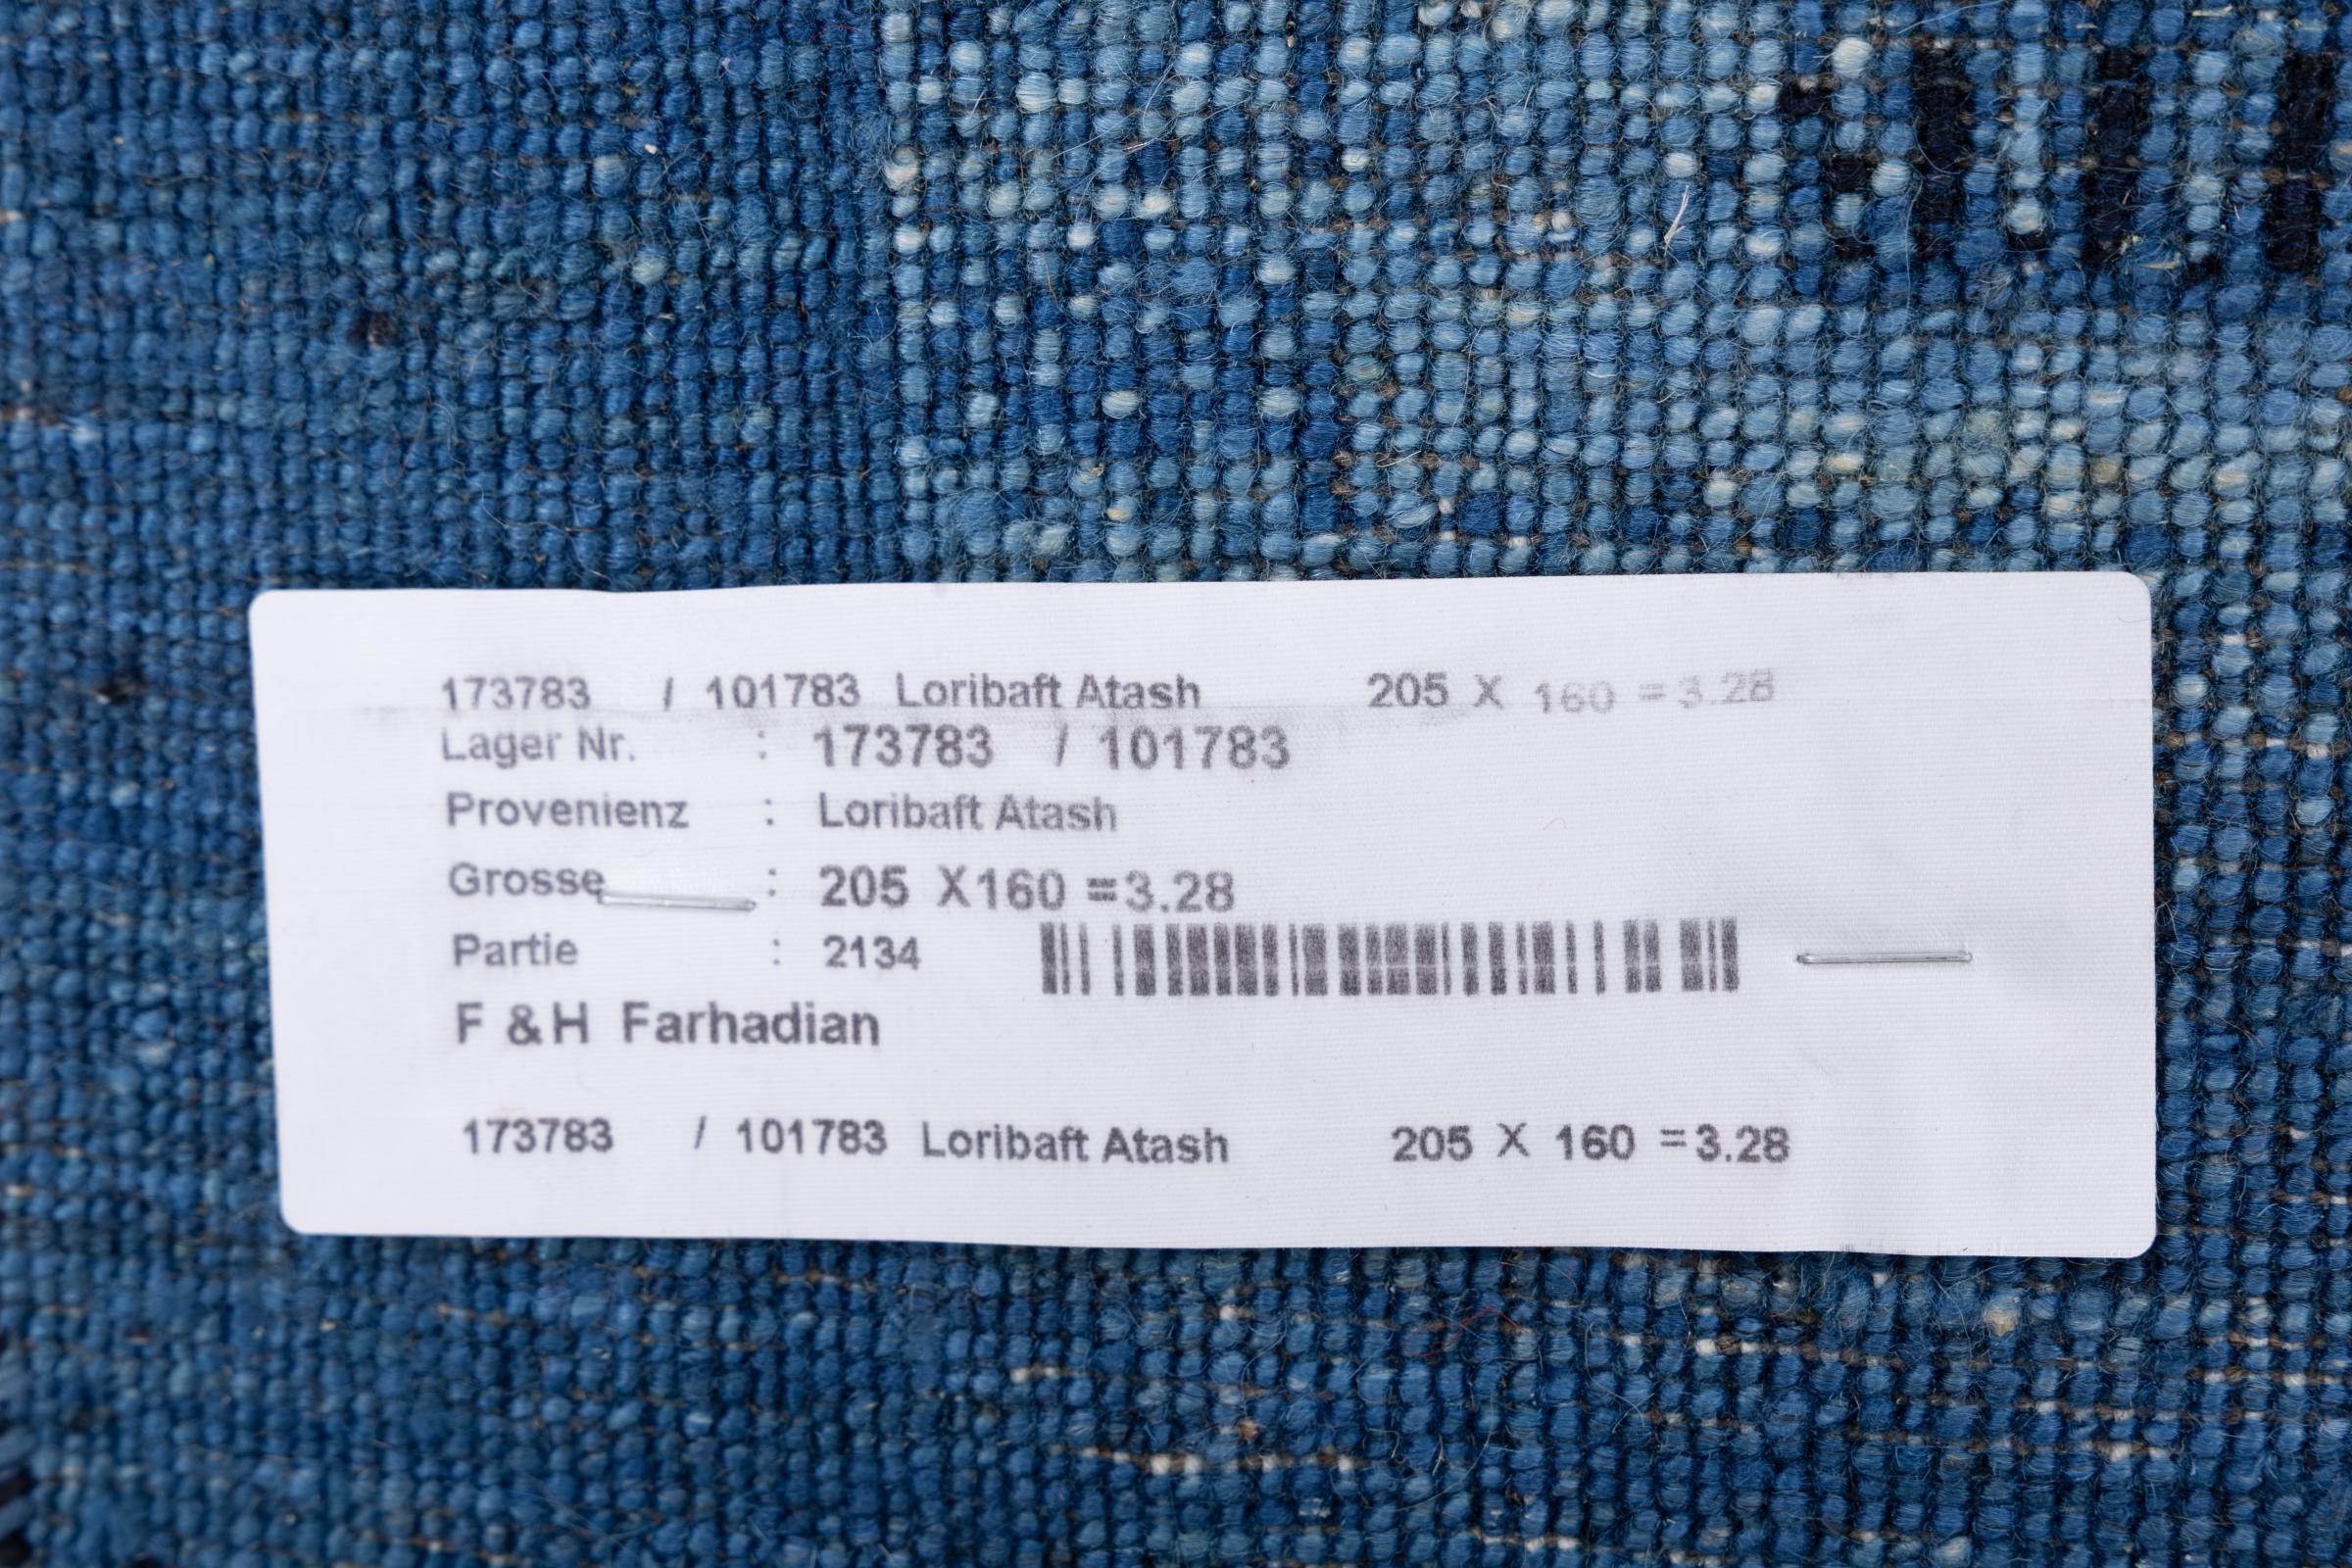 173783 / 101783 Loribaft Atash 205 X 160 = 3.28
Lager Nr. : 173783 / 101783
Provenienz : Loribaft Atash
Grosse : 205 X 160 = 3.28
Partie : 2134
F & H Farhadian
173783 / 101783 Loribaft Atash 205 X 160 = 3.28